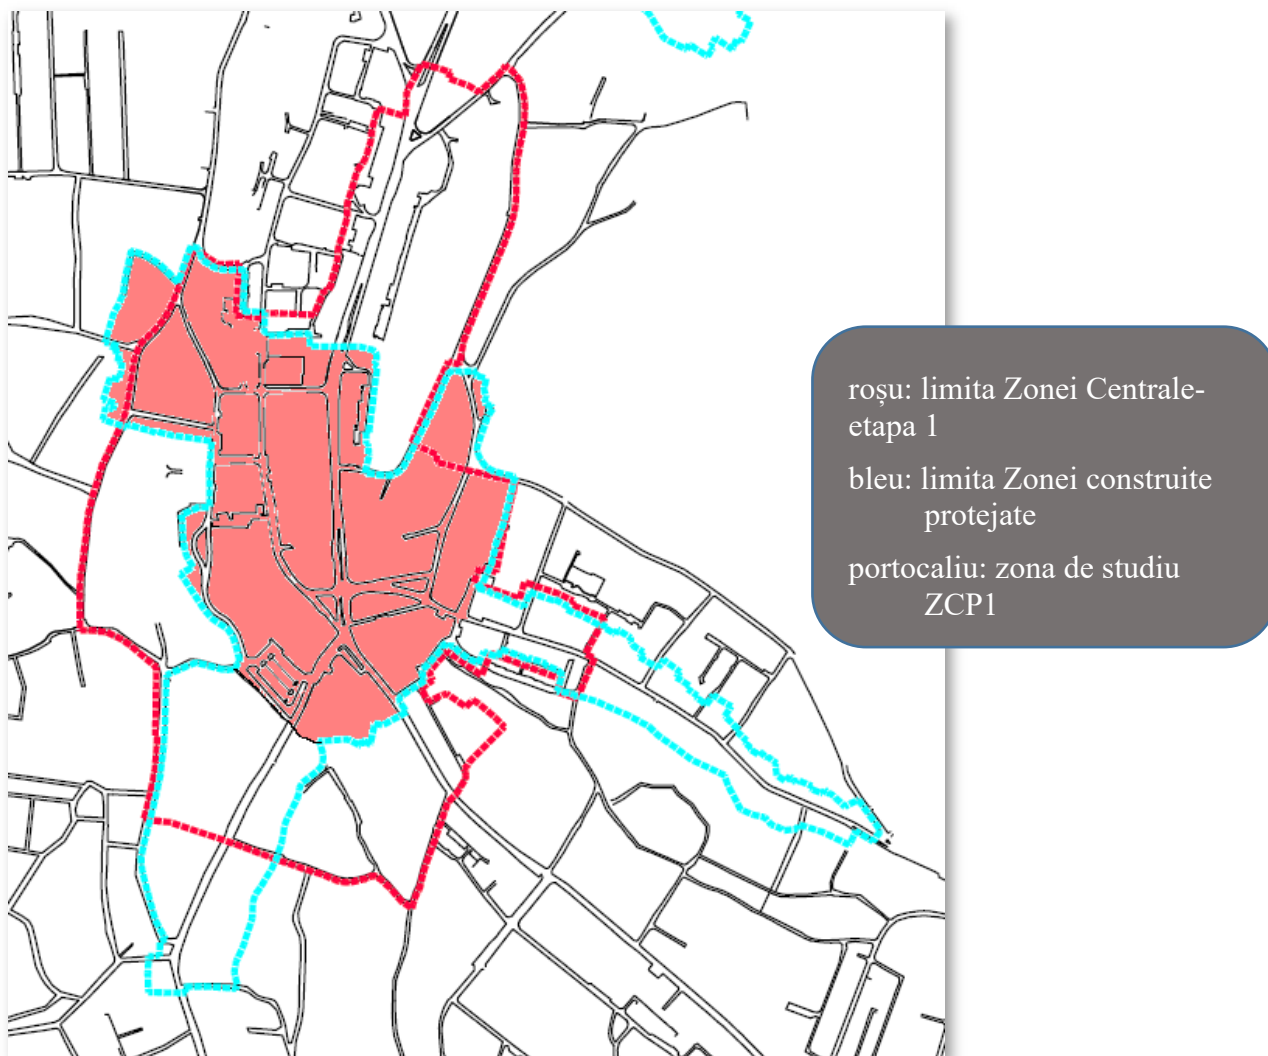 roșu: limita Zonei Centrale-
etapa 1
bleu: limita Zonei construite
protejate
portocaliu: zona de studiu
ZCP1